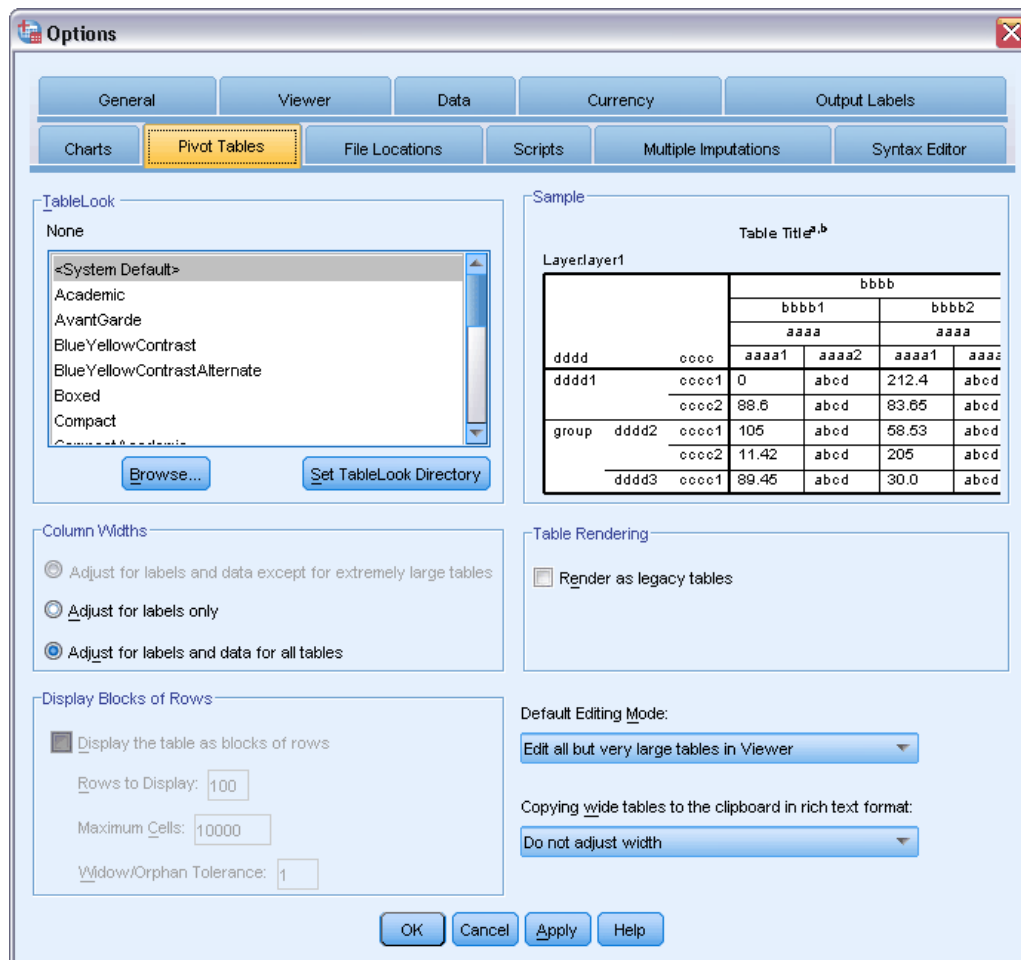 Options
General Viewer Data Currency Output Labels
Charts Pivot Tables File Locations Scripts Multiple Imputations Syntax Editor
TableLook
None
<System Default>
Academic
AvantGarde
BlueYellowContrast
BlueYellowContrastAlternate
Boxed
Compact
Browse... Set TableLook Directory
Sample
Table Titlea,b
Layer:layer1
bbbb
bbbb1 bbbb2
aaaa aaaa
dddd cccc aaaa1 aaaa2 aaaa1
dddd1 cccc1 0 abcd 212.4 abcd
cccc2 88.6 abcd 83.65 abcd
group dddd2 cccc1 105 abcd 58.53 abcd
cccc2 11.42 abcd 205 abcd
dddd3 cccc1 89.45 abcd 30.0 abcd
Column Widths
Adjust for labels and data except for extremely large tables
Adjust for labels only
Adjust for labels and data for all tables
Table Rendering
Render as legacy tables
Display Blocks of Rows
Display the table as blocks of rows
Rows to Display: 100
Maximum Cells: 10000
Widow/Orphan Tolerance: 1
Default Editing Mode:
Edit all but very large tables in Viewer
Copying wide tables to the clipboard in rich text format:
Do not adjust width
OK Cancel Apply Help